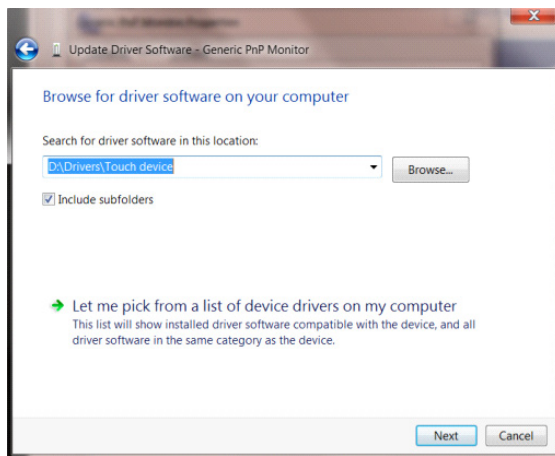 Update Driver Software - Generic PnP Monitor
Browse for driver software on your computer
Search for driver software in this location:
D:\Drivers\Touch device
Browse...
Include subfolders
Let me pick from a list of device drivers on my computer
This list will show installed driver software compatible with the device, and all
driver software in the same category as the device.
Next
Cancel